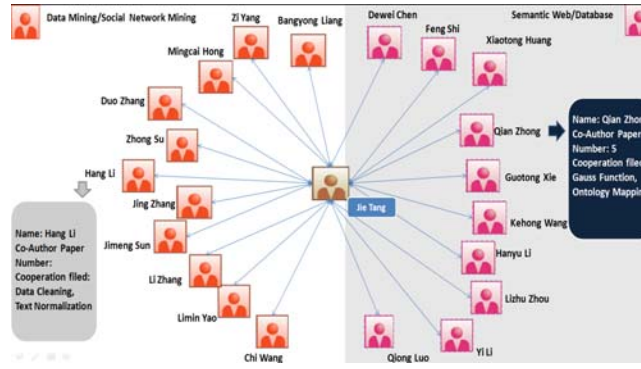 Data Mining/Social Network Mining
Semantic Web/Database
Zi Yang
Bangyong Liang
Dewei Chen
Feng Shi
Mingcai Hong
Xiaotong Huang
Duo Zhang
Zhong Su
Qian Zhong
Name: Qian Zhon
Co-Author Paper
Number: 5
Cooperation filed
Gauss Function,
Ontology Mappin
Hang Li
Guotong Xie
Jing Zhang
Jie Tang
Name: Hang Li
Co-Author Paper
Number:
Cooperation filed:
Data Cleaning,
Text Normalization
Kehong Wang
Jimeng Sun
Hanyu Li
Li Zhang
Lizhu Zhou
Limin Yao
Chi Wang
Qiong Luo
Yi Li